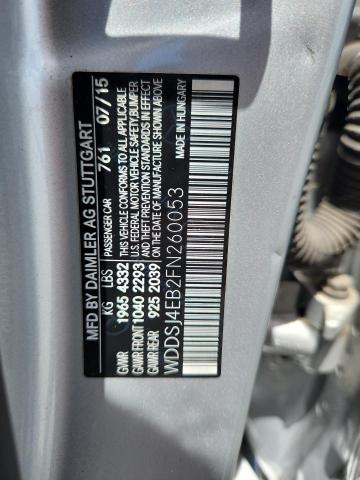 MFD BY DAIMLER AG STUTTGART
PASSENGER CAR 761 07/15
KG LBS
GVWR 1965 4332
GAWR FRONT 1040 2293
GAWR REAR 925 2039
THIS VEHICLE CONFORMS TO ALL APPLICABLE
U.S. FEDERAL MOTOR VEHICLE SAFETY,BUMPER
AND THEFT PREVENTION STANDARDS IN EFFECT
ON THE DATE OF MANUFACTURE SHOWN ABOVE.
MADE IN HUNGARY
WDDSJ4EB2FN260053